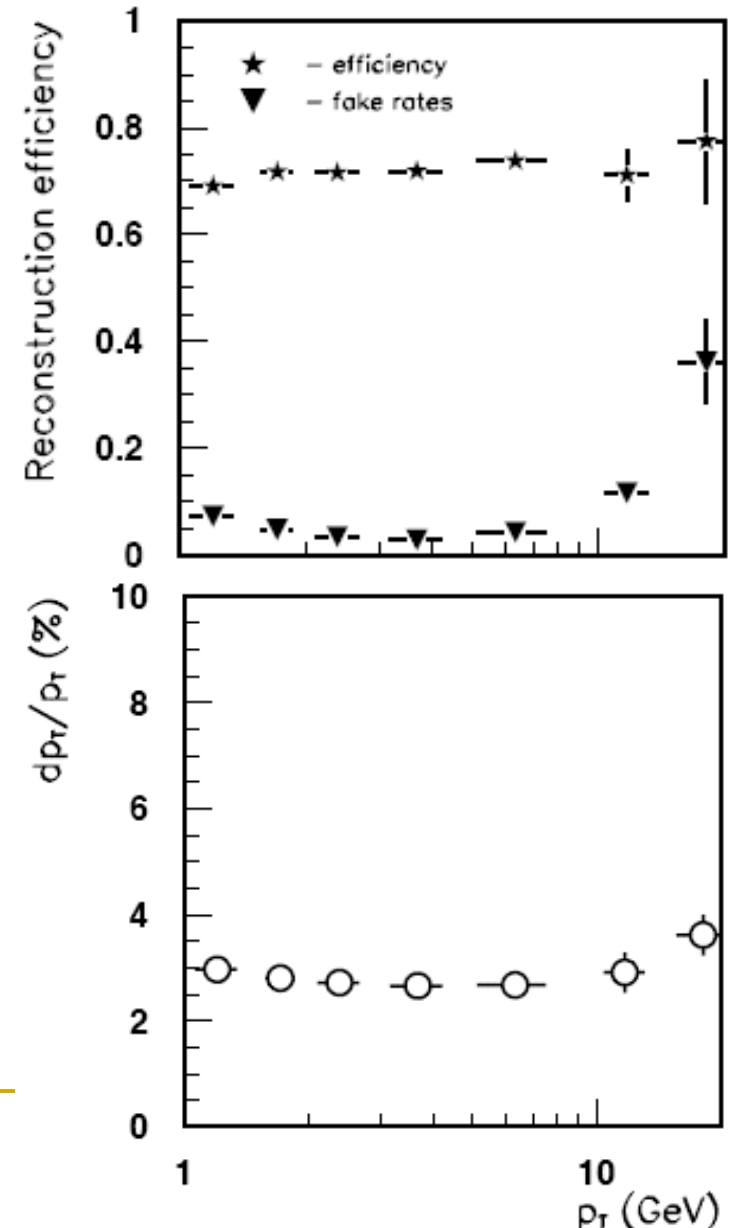 Reconstruction efficiency
1
★ – efficiency
▼ – fake rates
0.8
0.6
0.4
0.2
0
dp_T/p_T (%)
10
8
6
4
2
0
1 10
p_T (GeV)